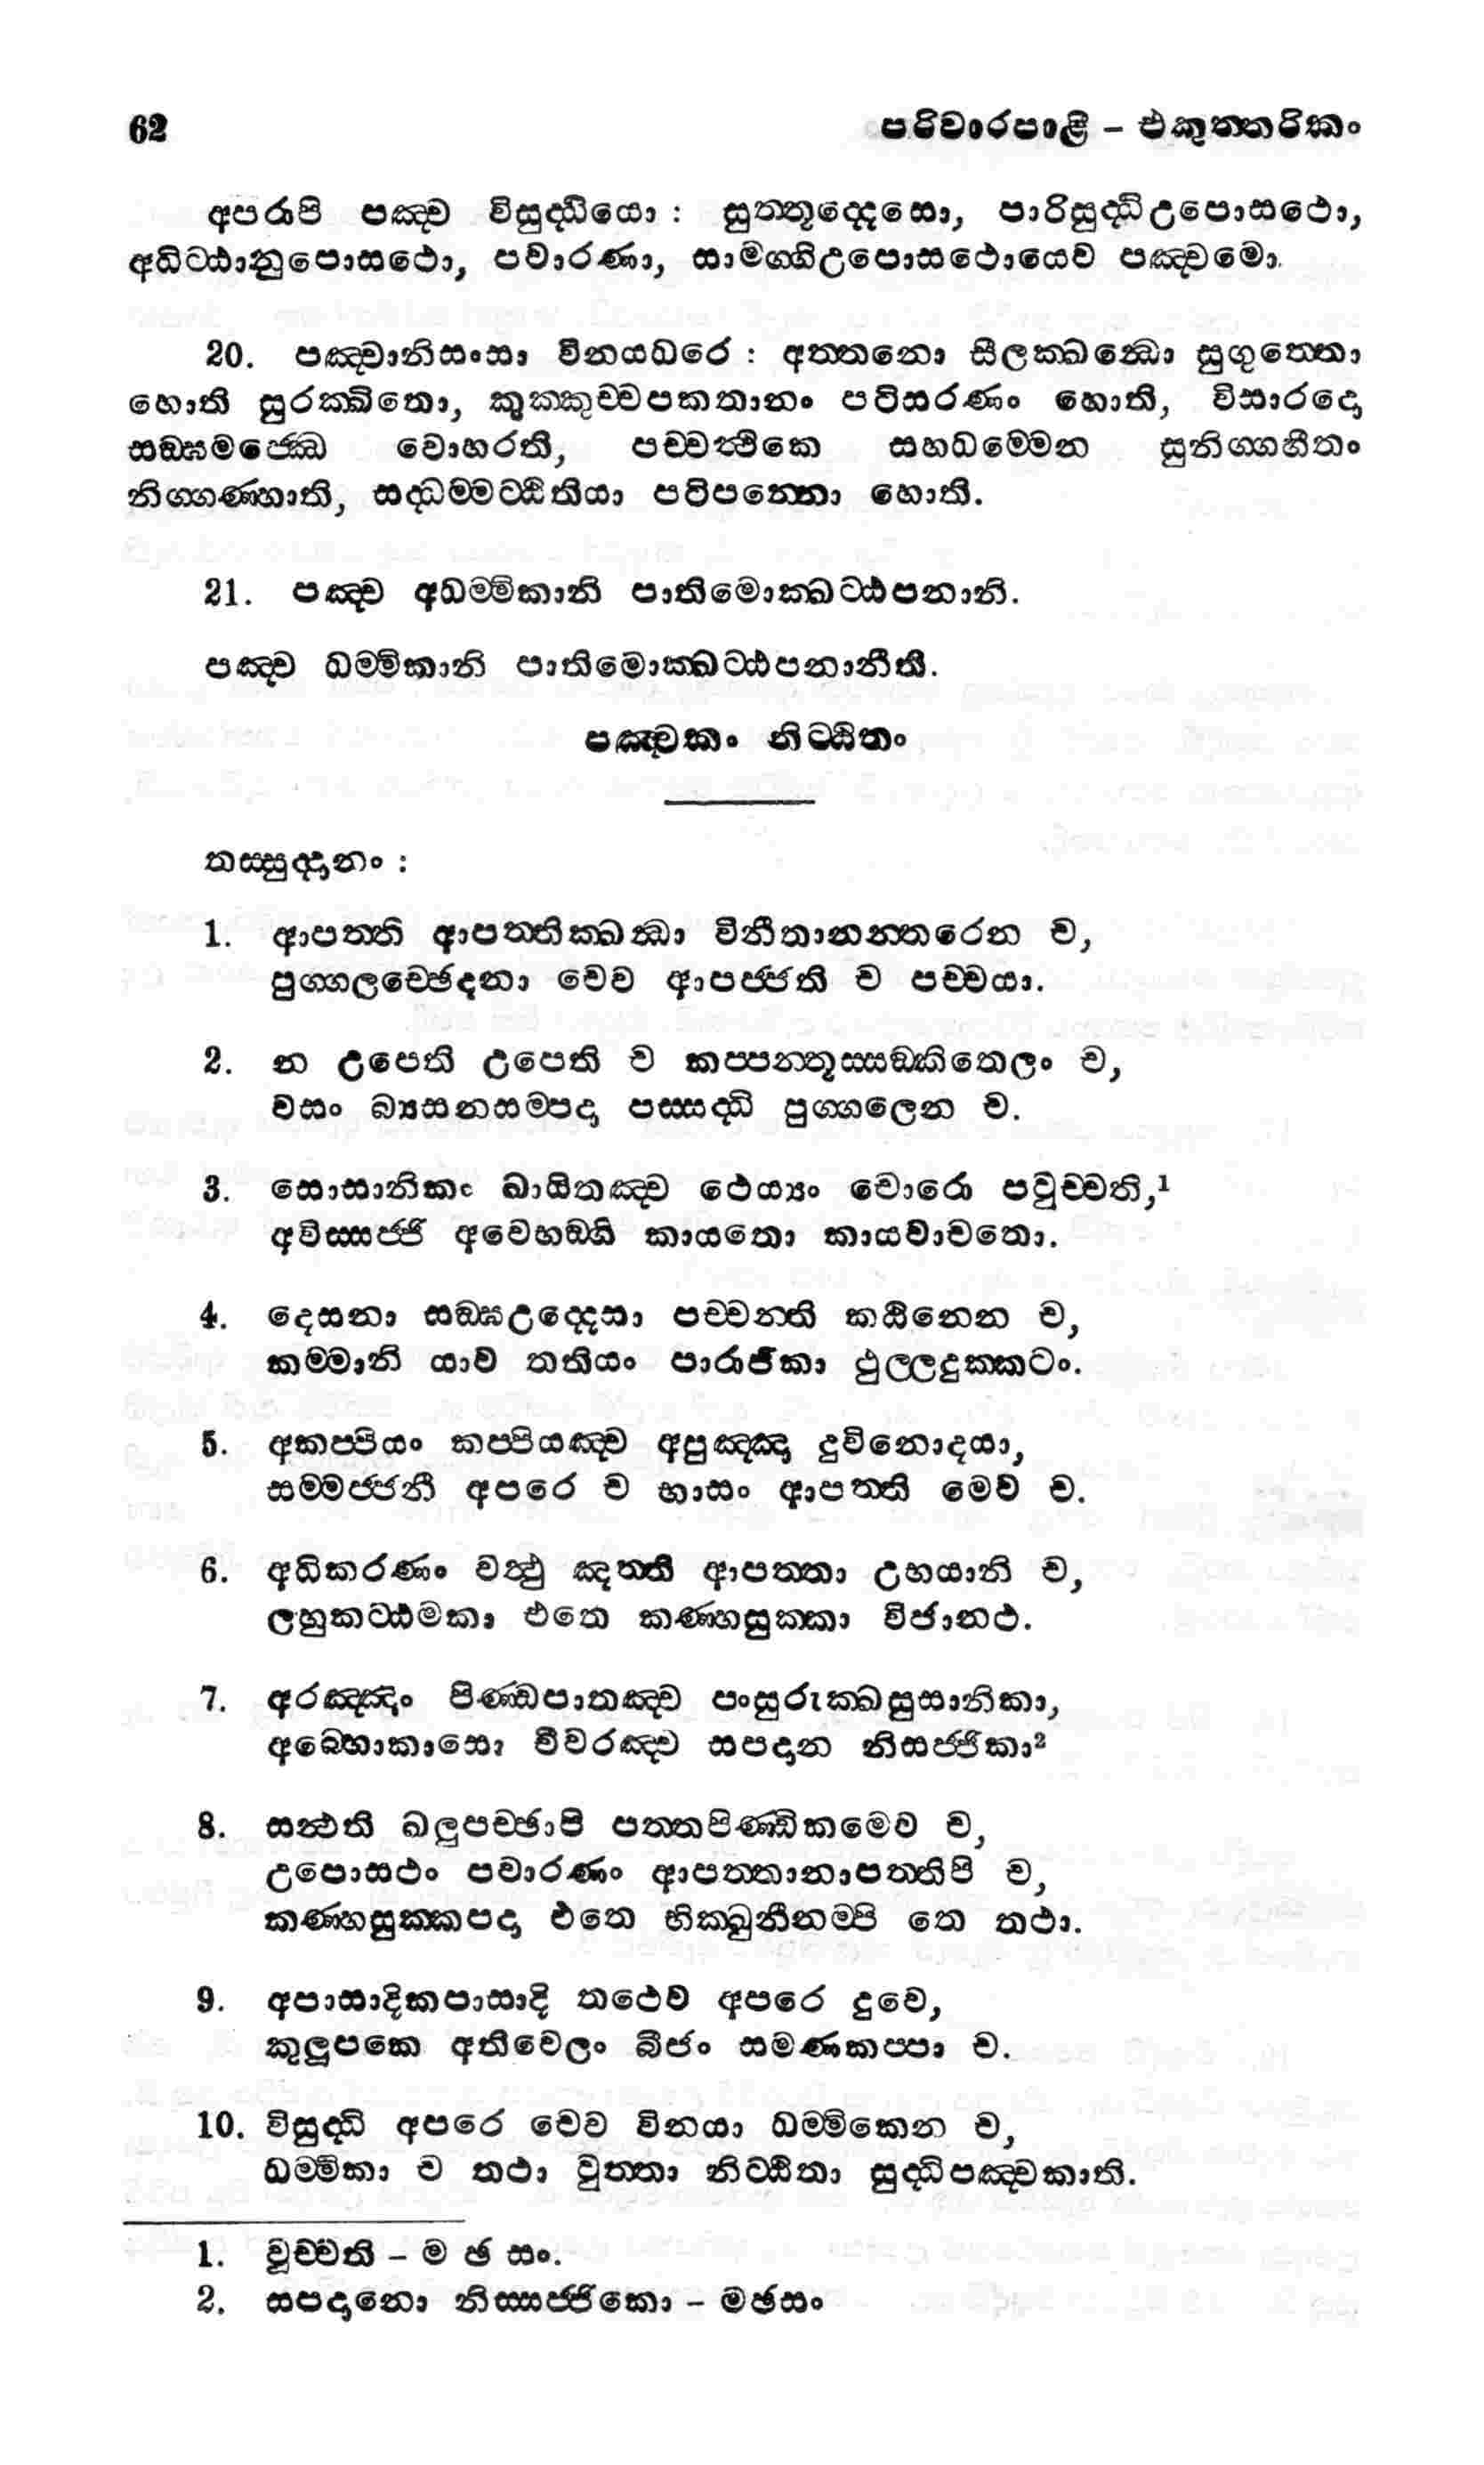 62 පරිවාරපාළි – එකුත්තරිකං
අපරාපි පඤ්ච විසුද්ධියො : සුත්තුද්දෙසො, පාරිසුද්ධිඋපොසථො,
අධිට්ඨානුපොසථො, පවාරණා, සාමග්ගිඋපොසථොයෙව පඤ්චමො.
20. පඤ්චානිසංසා විනයධරෙ : අත්තනො සීලක්ඛන්ධො සුගුත්තො
හොති සුරක්ඛිතො, කුක්කුච්චපකතානං පටිසරණං හොති, විසාරදො
සඞ්ඝමජ්ඣෙ වොහරති, පච්චත්ථිකෙ සහධම්මෙන සුනිග්ගහීතං
නිග්ගණ්හාති, සද්ධම්මට්ඨිතියා පටිපන්නො හොති.
21. පඤ්ච අධම්මිකානි පාතිමොක්ඛට්ඨපනානි.
පඤ්ච ධම්මිකානි පාතිමොක්ඛට්ඨපනානීති.
පඤ්චකං නිට්ඨිතං
තස්සුද්දානං :
1. ආපත්ති ආපත්තික්ඛන්ධා විනීතානන්තරෙන ච,
පුග්ගලච්ඡෙදනා චෙව ආපජ්ජති ච පච්චයා.
2. න උපෙති උපෙති ච කප්පන්තුස්සඞ්කිතෙලං ච,
වසං බ්‍යසනසම්පදා පස්සද්ධි පුග්ගලෙන ච.
3. සොසානිකං ඛායිතඤ්ච ථෙය්‍යං චොරො පවුච්චති,¹
අවිස්සජ්ජි අවෙභඞ්ගි කායතො කායවාචතො.
4. දෙසනා සඞ්ඝඋද්දෙසා පච්චන්ති කඨිනෙන ච,
කම්මානි යාව තතියං පාරාජිකා ථුල්ලදුක්කටං.
5. අකප්පියං කප්පියඤ්ච අපුඤ්ඤා දුවිනොදයා,
සම්මජ්ජනී අපරෙ ච භාසං ආපත්ති මෙව ච.
6. අධිකරණං වත්ථු ඤත්ති ආපත්තා උභයානි ච,
ලහුකට්ඨමකා එතෙ කණ්හසුක්කා විජානථ.
7. අරඤ්ඤං පිණ්ඩපාතඤ්ච පංසුරුක්ඛසුසානිකා,
අබ්භොකාසො චීවරඤ්ච සපදාන නිසජ්ජිකා²
8. සන්ථති ඛලුපච්ඡාපි පත්තපිණ්ඩිකමෙව ච,
උපොසථං පවාරණං ආපත්තානාපත්තිපි ච,
කණ්හසුක්කපදා එතෙ භික්ඛුනීනම්පි තෙ තථා.
9. අපාසාදිකපාසාදි තථෙව අපරෙ දුවෙ,
කුලූපකෙ අතිවෙලං බීජං සමණකප්පා ච.
10. විසුද්ධි අපරෙ චෙව විනයා ධම්මිකෙන ච,
ධම්මිකා ච තථා වුත්තා නිට්ඨිතා සුද්ධිපඤ්චකාති.
1. වූච්චති – ම ඡ සං.
2. සපදානො නිස්සජ්ජිකො – මඡසං